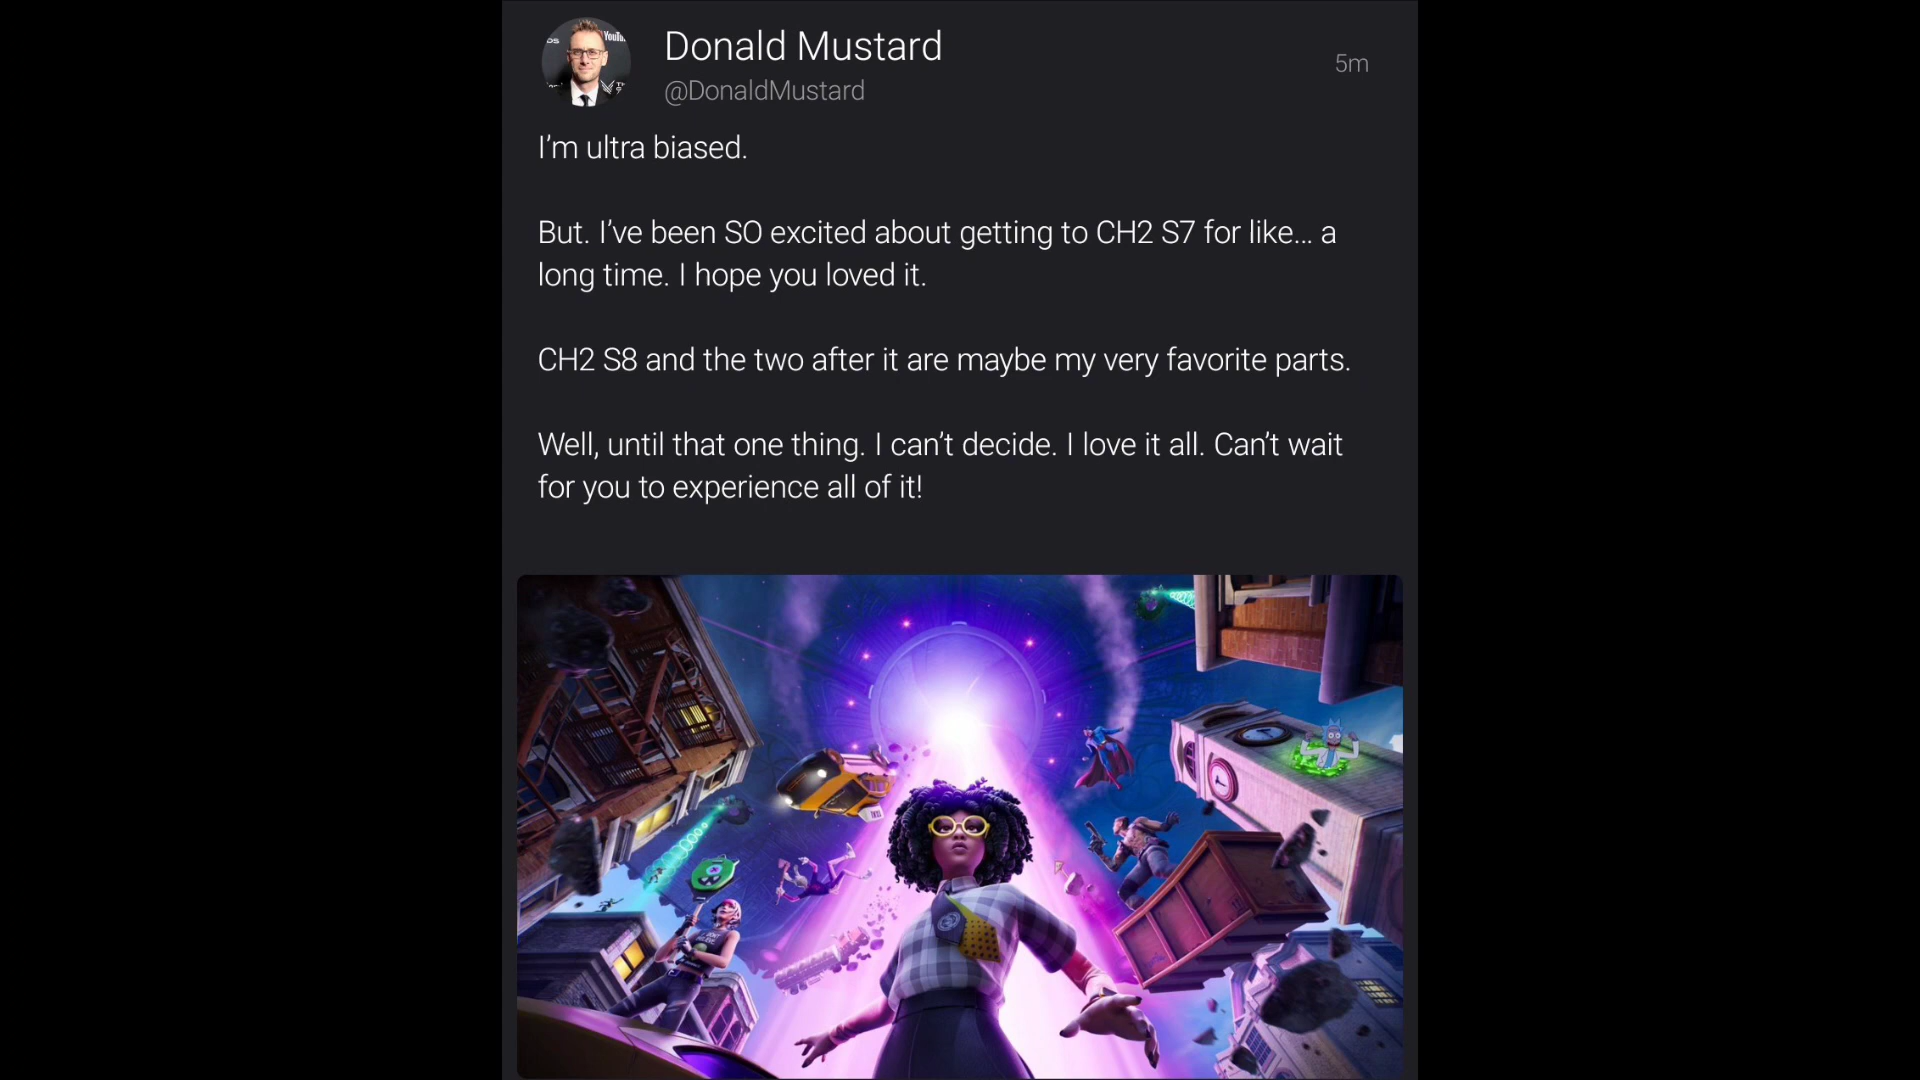 Donald Mustard
@DonaldMustard
5m
I'm ultra biased.
But. I've been SO excited about getting to CH2 S7 for like... a
long time. I hope you loved it.
CH2 S8 and the two after it are maybe my very favorite parts.
Well, until that one thing. I can't decide. I love it all. Can't wait
for you to experience all of it!